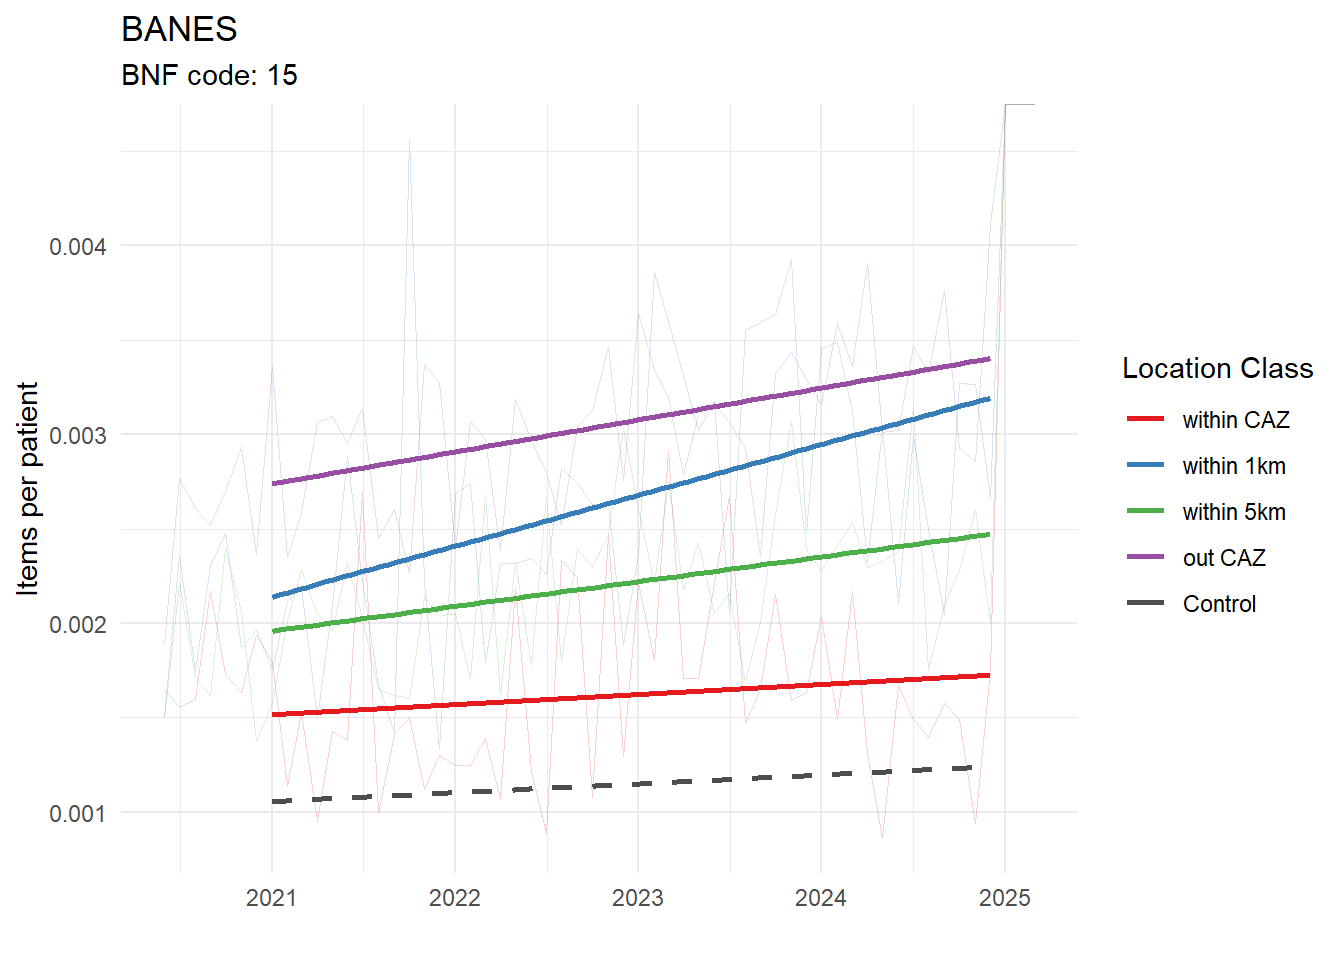 BANES
BNF code: 15
Items per patient
0.004
0.003
0.002
0.001
2021
2022
2023
2024
2025
Location Class
within CAZ
within 1km
within 5km
out CAZ
Control